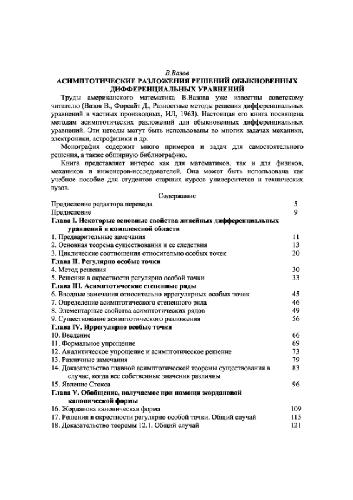 В.Вазов
АСИМПТОТИЧЕСКИЕ РАЗЛОЖЕНИЯ РЕШЕНИЙ ОБЫКНОВЕННЫХ
ДИФФЕРЕНЦИАЛЬНЫХ УРАВНЕНИЙ
Труды американского математика В.Вазова уже известны советскому
читателю (Вазов В., Форсайт Д., Разностные методы решения дифференциальных
уравнений в частных производных, ИЛ, 1963). Настоящая его книга посвящена
методам асимптотических разложений для обыкновенных дифференциальных
уравнений. Эти методы могут быть использованы во многих задачах механики,
электроники, астрофизики и др.
Монография содержит много примеров и задач для самостоятельного
решения, а также обширную библиографию.
Книга представляет интерес как для математиков, так и для физиков,
механиков и инженеров-исследователей. Она может быть использована как
учебное пособие для студентов старших курсов университетов и технических
вузов.
Содержание
Предисловие редактора перевода 5
Предисловие 9
Глава I. Некоторые основные свойства линейных дифференциальных
уравнений в комплексной области
1. Предварительные замечания 11
2. Основная теорема существования и ее следствия 13
3. Циклические соотношения относительно особых точек 20
Глава II. Регулярно особые точки
4. Метод решения 30
5. Решения в окрестности регулярно особой точки 33
Глава III. Асимптотические степенные ряды
6. Вводные замечания относительно иррегулярных особых точек 45
7. Определение асимптотического степенного ряда 46
8. Элементарные свойства асимптотических рядов 49
9. Существование асимптотического разложения 56
Глава IV. Иррегулярно особые точки
10. Введение 66
11. Формальное упрощение 69
12. Аналитическое упрощение и асимптотическое решение 73
13. Различные замечания 79
14. Доказательство главной асимптотической теоремы существования в 83
случае, когда все собственные значения различны
15. Явление Стокса 96
Глава V. Обобщение, получаемое при помощи жордановой
канонической формы
16. Жорданова каноническая форма 109
17. Решения в окрестности регулярно особой точки. Общий случай 115
18. Доказательство теоремы 12.1. Общий случай 121